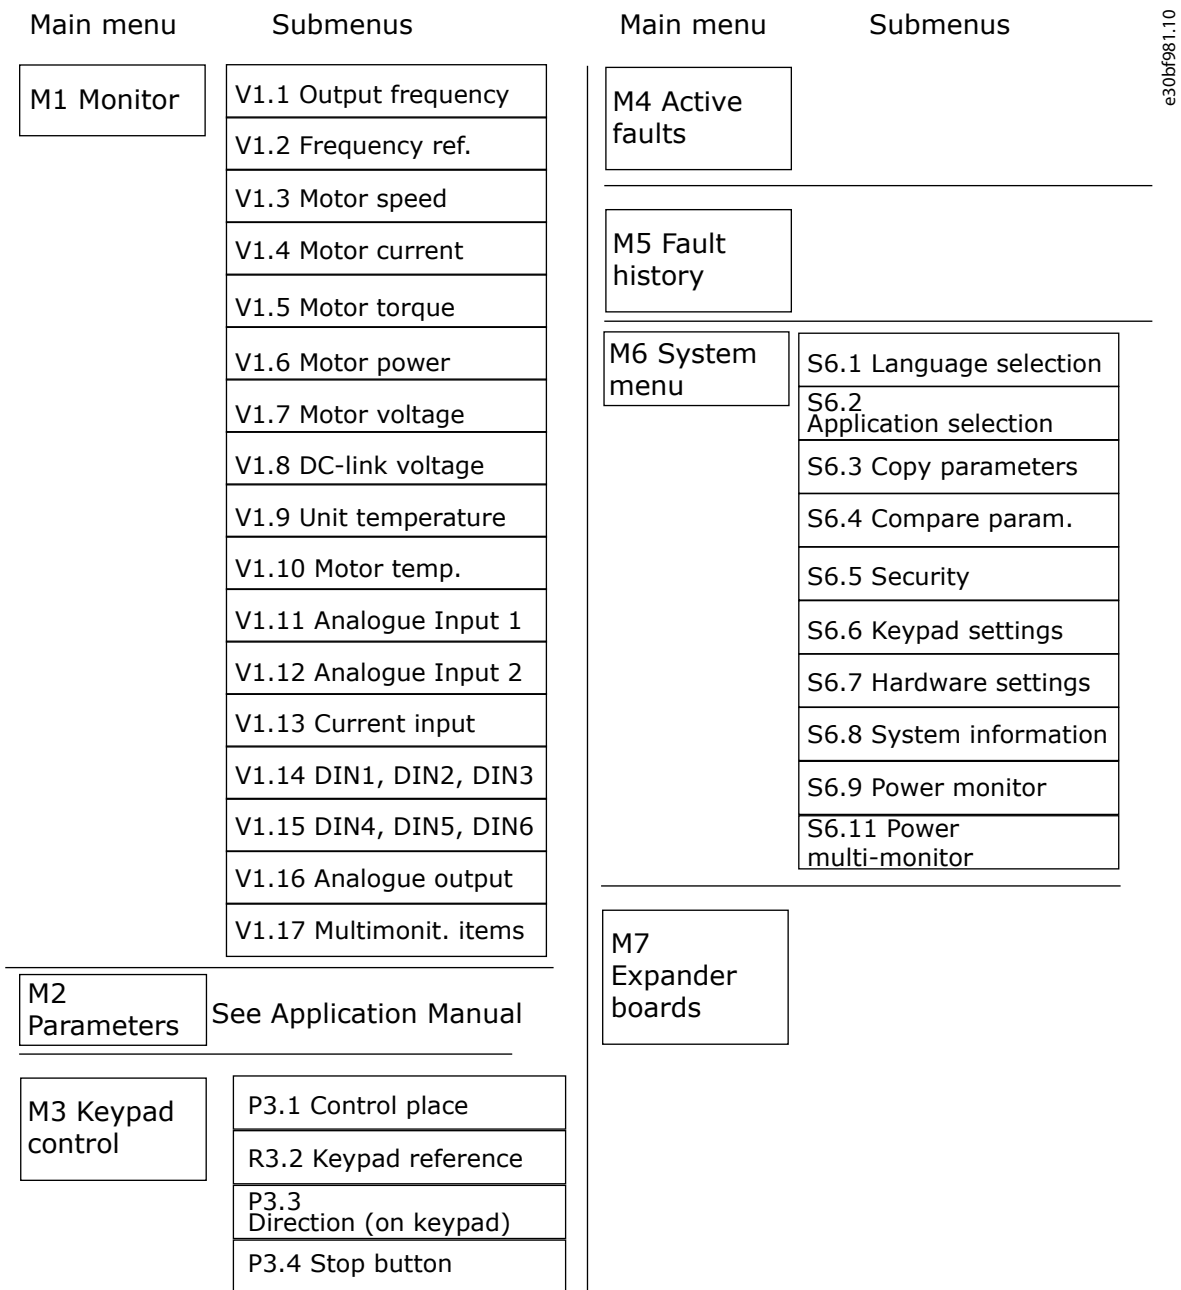 Main menu
Submenus
M1 Monitor
V1.1 Output frequency
V1.2 Frequency ref.
V1.3 Motor speed
V1.4 Motor current
V1.5 Motor torque
V1.6 Motor power
V1.7 Motor voltage
V1.8 DC-link voltage
V1.9 Unit temperature
V1.10 Motor temp.
V1.11 Analogue Input 1
V1.12 Analogue Input 2
V1.13 Current input
V1.14 DIN1, DIN2, DIN3
V1.15 DIN4, DIN5, DIN6
V1.16 Analogue output
V1.17 Multimonit. items
M2
Parameters
See Application Manual
M3 Keypad
control
P3.1 Control place
R3.2 Keypad reference
P3.3
Direction (on keypad)
P3.4 Stop button
Main menu
Submenus
M4 Active
faults
M5 Fault
history
M6 System
menu
S6.1 Language selection
S6.2
Application selection
S6.3 Copy parameters
S6.4 Compare param.
S6.5 Security
S6.6 Keypad settings
S6.7 Hardware settings
S6.8 System information
S6.9 Power monitor
S6.11 Power
multi-monitor
M7
Expander
boards
e30bf981.10